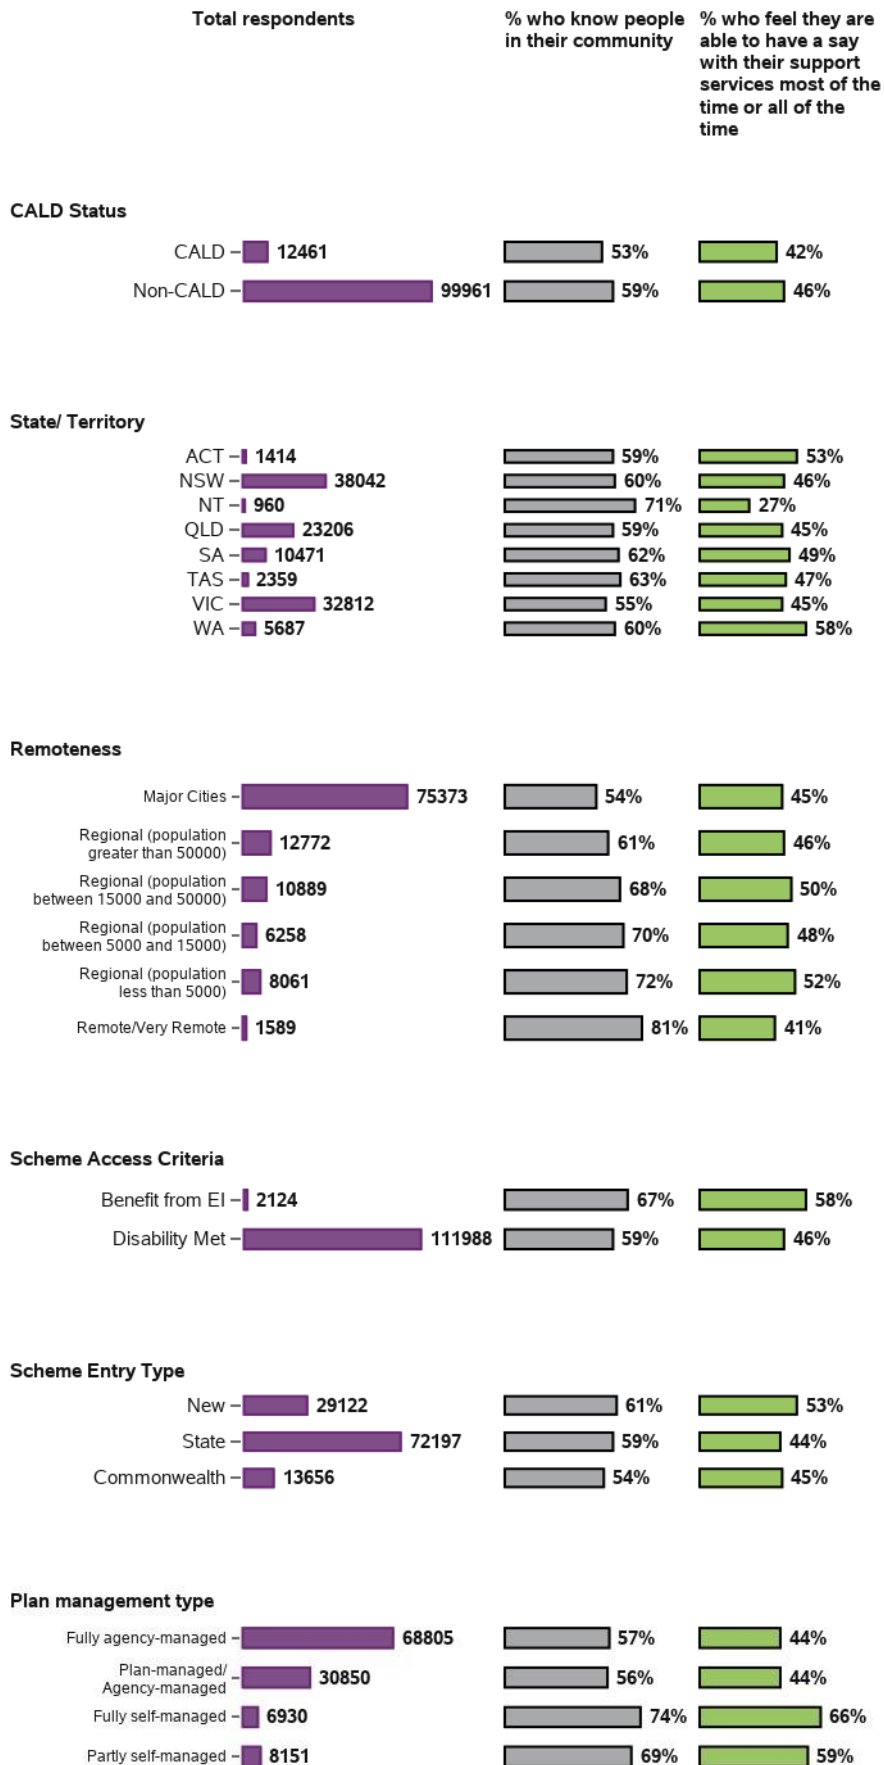 Total respondents
% who know people
in their community
% who feel they are
able to have a say
with their support
services most of the
time or all of the
time
CALD Status
CALD 12461 53% 42%
Non-CALD 99961 59% 46%
State/ Territory
ACT 1414 59% 53%
NSW 38042 60% 46%
NT 960 71% 27%
QLD 23206 59% 45%
SA 10471 62% 49%
TAS 2359 63% 47%
VIC 32812 55% 45%
WA 5687 60% 58%
Remoteness
Major Cities 75373 54% 45%
Regional (population
greater than 50000) 12772 61% 46%
Regional (population
between 15000 and 50000) 10889 68% 50%
Regional (population
between 5000 and 15000) 6258 70% 48%
Regional (population
less than 5000) 8061 72% 52%
Remote/Very Remote 1589 81% 41%
Scheme Access Criteria
Benefit from EI 2124 67% 58%
Disability Met 111988 59% 46%
Scheme Entry Type
New 29122 61% 53%
State 72197 59% 44%
Commonwealth 13656 54% 45%
Plan management type
Fully agency-managed 68805 57% 44%
Plan-managed/
Agency-managed 30850 56% 44%
Fully self-managed 6930 74% 66%
Partly self-managed 8151 69% 59%